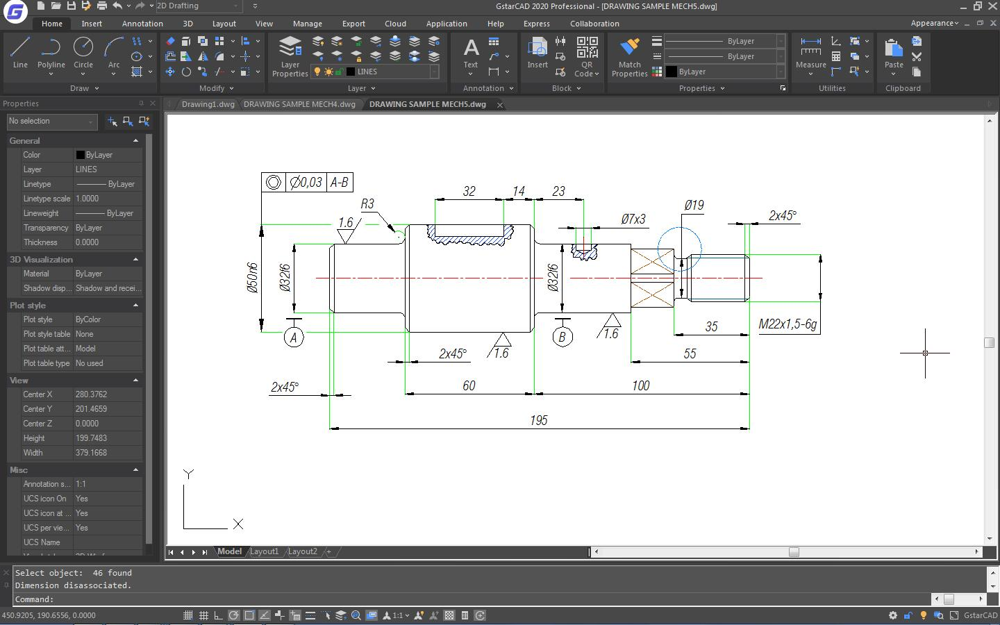 2D Drafting
GstarCAD 2020 Professional - [DRAWING SAMPLE MECH5.dwg]
Home Insert Annotation 3D Layout View Manage Export Cloud Application Help Express Collaboration Appearance
Line Polyline Circle Arc
Layer Properties
LINES
Text
Insert
QR Code
Match Properties
ByLayer
ByLayer
ByLayer
Measure
Paste
Draw Modify Layer Annotation Block Properties Utilities Clipboard
Properties
Drawing1.dwg DRAWING SAMPLE MECH4.dwg DRAWING SAMPLE MECH5.dwg
No selection
General
Color ByLayer
Layer LINES
Linetype ByLayer
Linetype scale 1.0000
Lineweight ByLayer
Transparency ByLayer
Thickness 0.0000
3D Visualization
Material ByLayer
Shadow disp... Shadow and recei...
Plot style
Plot style ByColor
Plot style table None
Plot table att... Model
Plot table type No used
View
Center X 280.3762
Center Y 201.4659
Center Z 0.0000
Height 199.7483
Width 379.1668
Misc
Annotation s... 1:1
UCS icon On Yes
UCS icon at ... Yes
UCS per vie... Yes
UCS Name
Ø0,03 A-B
32 14 23
R3
Ø19
1.6
Ø7x3
2x45°
Ø50n6
Ø32f6
Ø32f6
A
B
1.6
1.6
35
M22x1,5-6g
2x45°
55
2x45°
60
100
195
Y
X
Model Layout1 Layout2 +
Select object: 46 found
Dimension disassociated.
Command:
450.9205, 190.6556, 0.0000
1:1
GstarCAD